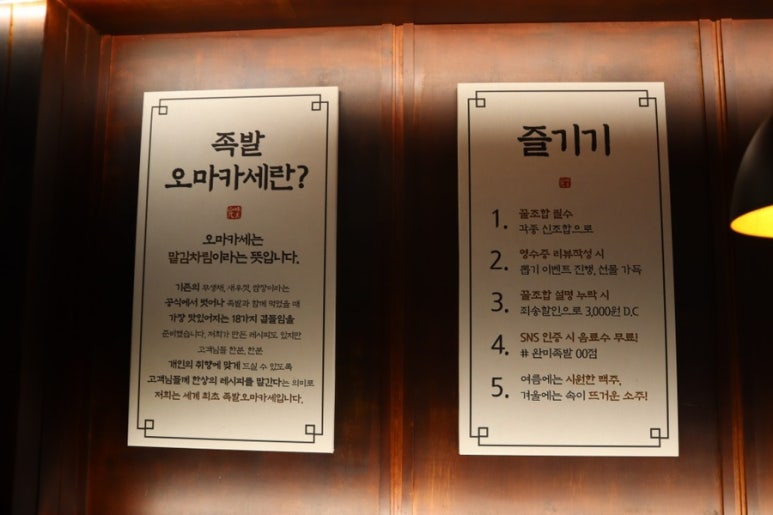 족발
오마카세란?
오마카세는
맡김차림이라는 뜻입니다.
기존의 무생채, 새우젓, 쌈장이라는
공식에서 벗어나 족발과 함께 먹었을 때
가장 맛있어지는 18가지 곁들임을
준비했습니다. 저희가 만든 레시피도 있지만
고객님들 한분, 한분
개인의 취향에 맞게 드실 수 있도록
고객님들께 한상의 레시피를 맡긴다는 의미로
저희는 세계 최초 족발오마카세입니다.
즐기기
1. 꿀조합 필수
각종 신조합으로
2. 영수증 리뷰작성 시
뽑기 이벤트 진행, 선물 가득
3. 꿀조합 설명 누락 시
죄송할인으로 3,000원 D.C
4. SNS 인증 시 음료수 무료!
# 완미족발 00점
5. 여름에는 시원한 맥주,
겨울에는 속이 뜨거운 소주!